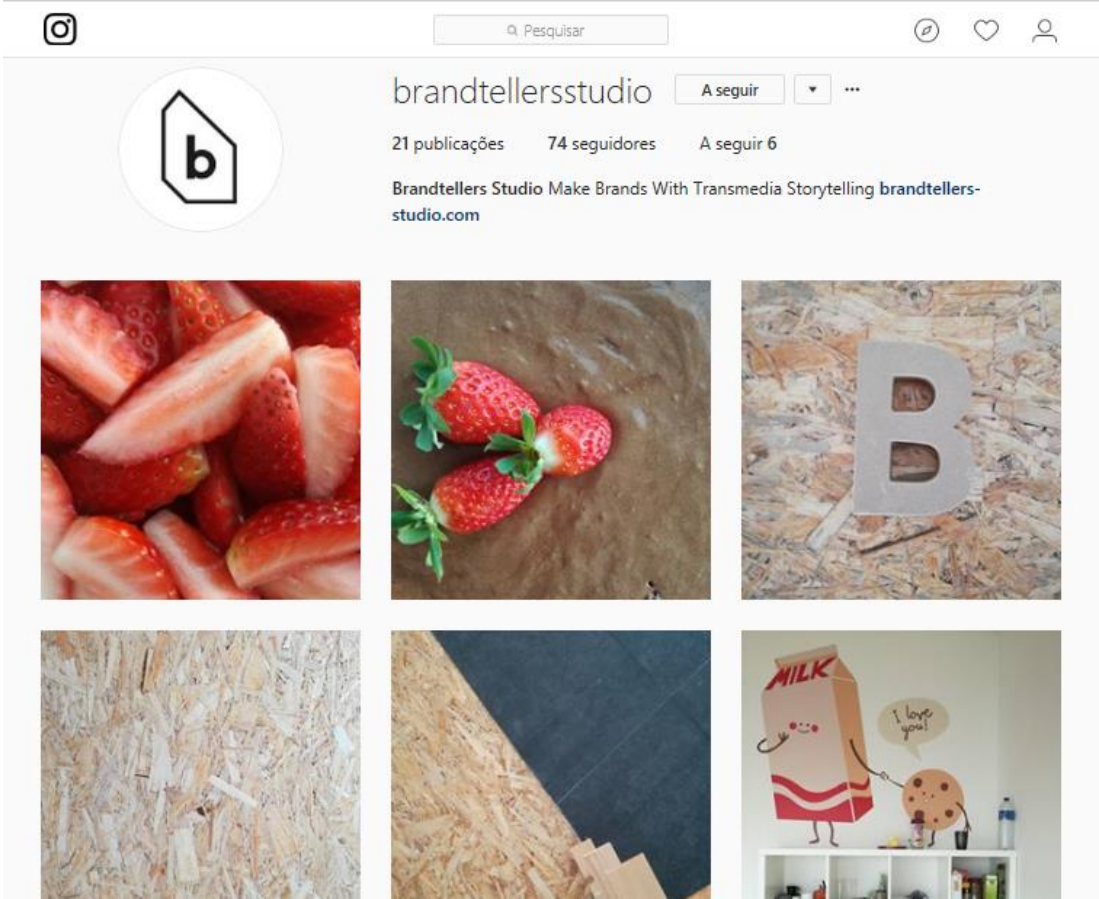 Pesquisar
brandtellersstudio A seguir
21 publicações 74 seguidores A seguir 6
b
Brandtellers Studio Make Brands With Transmedia Storytelling brandtellers-
studio.com
B
MILK
I love
you!